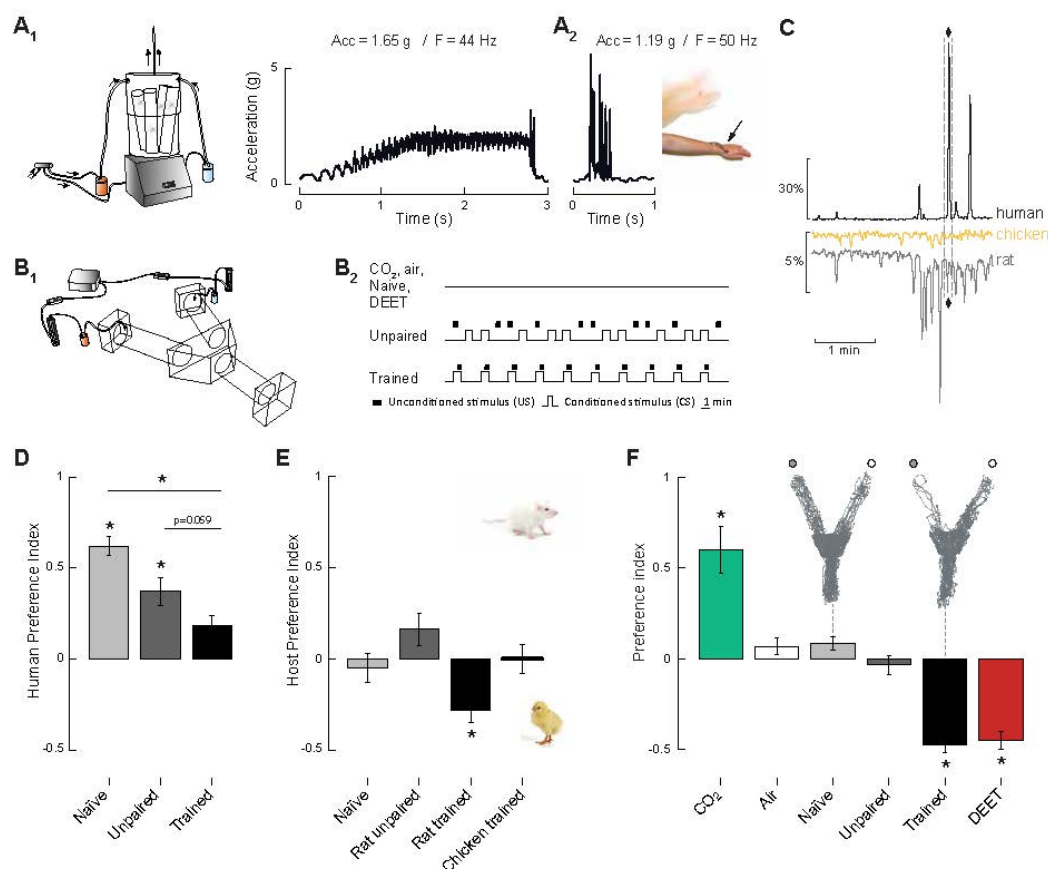 A1
Acc = 1.65 g / F = 44 Hz
A2
Acc = 1.19 g / F = 50 Hz
C
5
Acceleration (g)
0
0 1 2 3
Time (s)
0 1
Time (s)
30%
human
chicken
5%
rat
1 min
B1
B2
CO2, air,
Naïve,
DEET
Unpaired
Trained
Unconditioned stimulus (US) Conditioned stimulus (CS) 1 min
D
E
F
Human Preference Index
1
0.5
0
-0.5
*
*
*
p=0.059
Naïve
Unpaired
Trained
Host Preference Index
1
0.5
0
-0.5
*
Naïve
Rat unpaired
Rat trained
Chicken trained
Preference index
1
0.5
0
-0.5
*
*
*
CO2
Air
Naïve
Unpaired
Trained
DEET